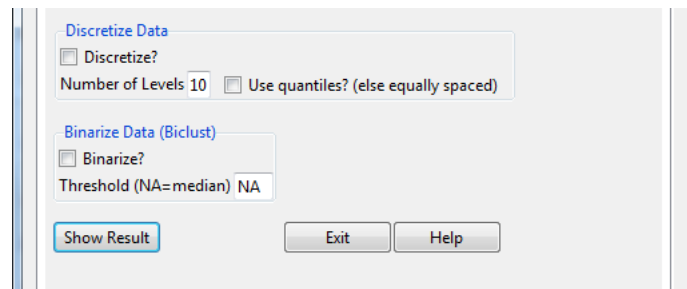 Discretize Data
Discretize?
Number of Levels 10 Use quantiles? (else equally spaced)
Binarize Data (Biclust)
Binarize?
Threshold (NA=median) NA
Show Result Exit Help